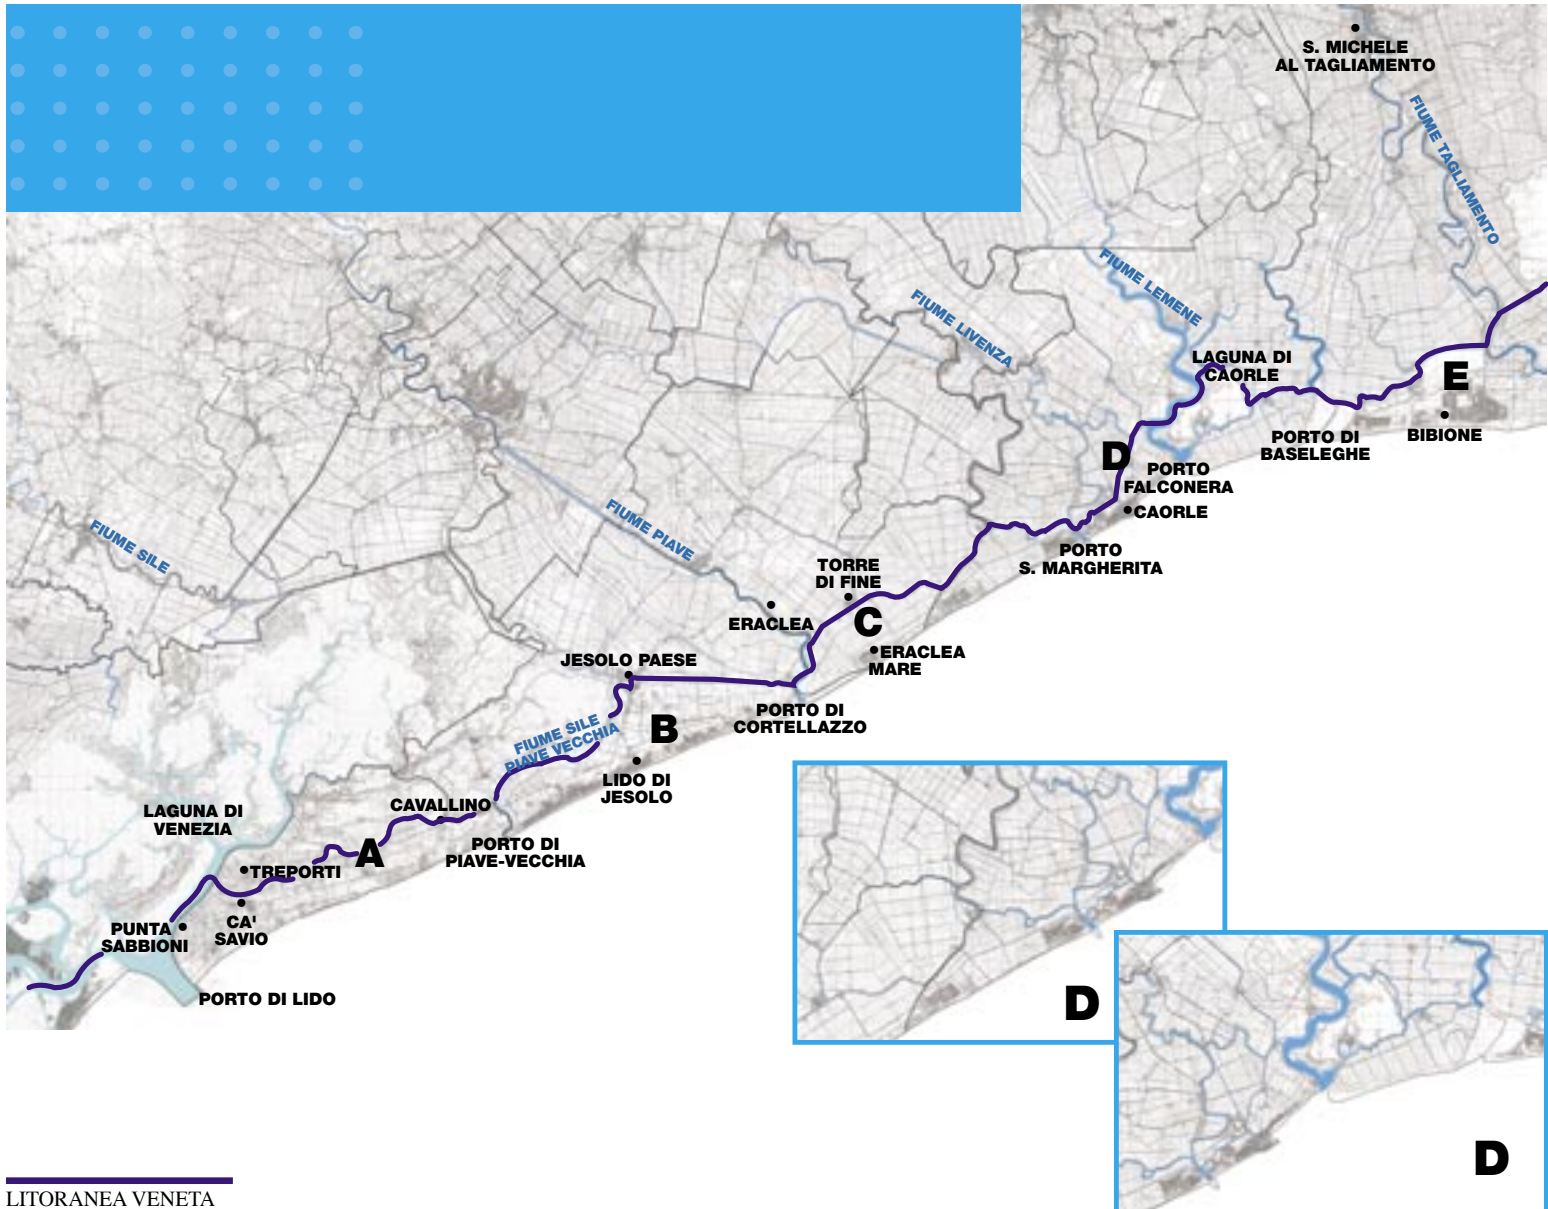 S. MICHELE
AL TAGLIAMENTO
FIUME TAGLIAMENTO
FIUME LEMENE
FIUME LIVENZA
LAGUNA DI
CAORLE
E
BIBIONE
PORTO DI
BASELEGHE
D
PORTO
FALCONERA
CAORLE
PORTO
S. MARGHERITA
FIUME SILE
FIUME PIAVE
TORRE
DI FINE
ERACLEA
C
ERACLEA
MARE
JESOLO PAESE
PORTO DI
CORTELLAZZO
FIUME SILE
PIAVE VECCHIA
B
LIDO DI
JESOLO
LAGUNA DI
VENEZIA
CAVALLINO
A
PORTO DI
PIAVE-VECCHIA
TREPORTI
CA'
SAVIO
PUNTA
SABBIONI
PORTO DI LIDO
D
D
LITORANEA VENETA